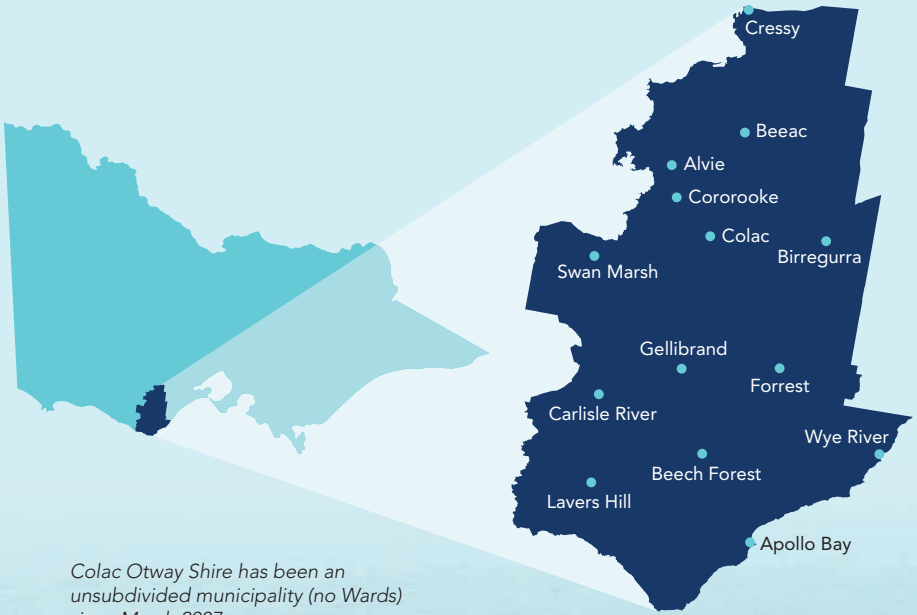 Cressy
Beeac
Alvie
Cororooke
Colac
Birregurra
Swan Marsh
Gellibrand
Forrest
Carlisle River
Wye River
Beech Forest
Lavers Hill
Apollo Bay
Colac Otway Shire has been an
unsubdivided municipality (no Wards)